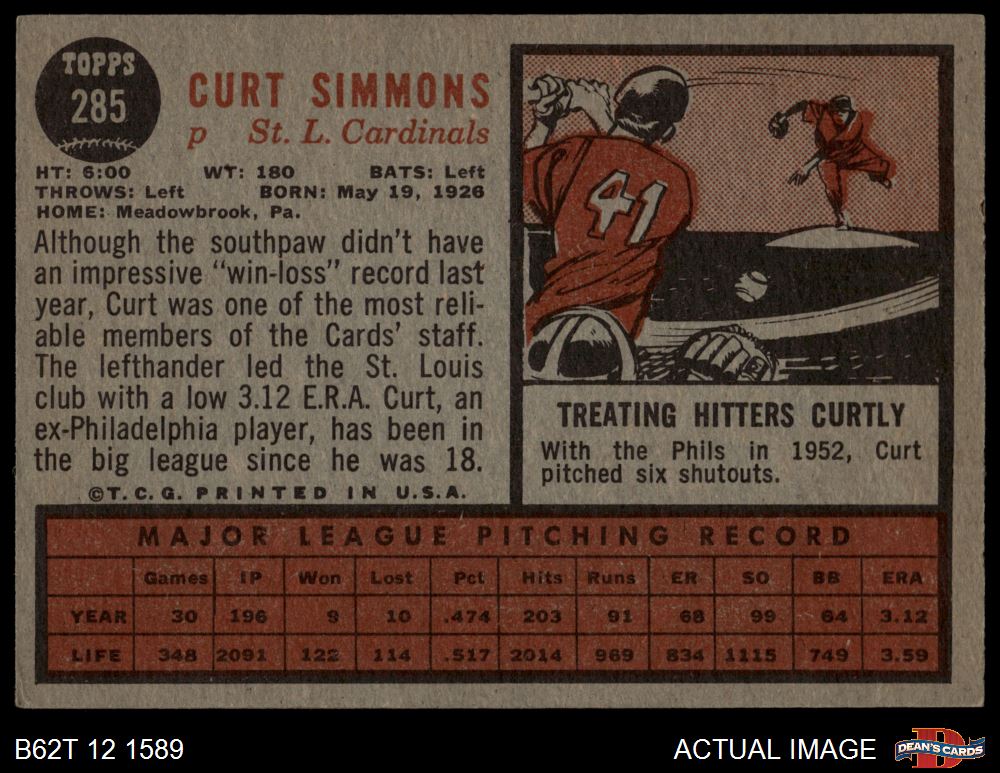 TOPPS
285
CURT SIMMONS
p St. L. Cardinals
HT: 6:00 WT: 180 BATS: Left
THROWS: Left BORN: May 19, 1926
HOME: Meadowbrook, Pa.
Although the southpaw didn't have
an impressive "win-loss" record last
year, Curt was one of the most reli-
able members of the Cards' staff.
The lefthander led the St. Louis
club with a low 3.12 E.R.A. Curt, an
ex-Philadelphia player, has been in
the big league since he was 18.
©T.C.G. PRINTED IN U.S.A.
41
TREATING HITTERS CURTLY
With the Phils in 1952, Curt
pitched six shutouts.
MAJOR LEAGUE PITCHING RECORD
Games IP Won Lost Pct Hits Runs ER SO BB ERA
YEAR 30 196 9 10 .474 203 91 68 99 64 3.12
LIFE 348 2091 122 114 .517 2014 969 834 1115 749 3.59
B62T 12 1589
ACTUAL IMAGE
D
DEAN'S CARDS